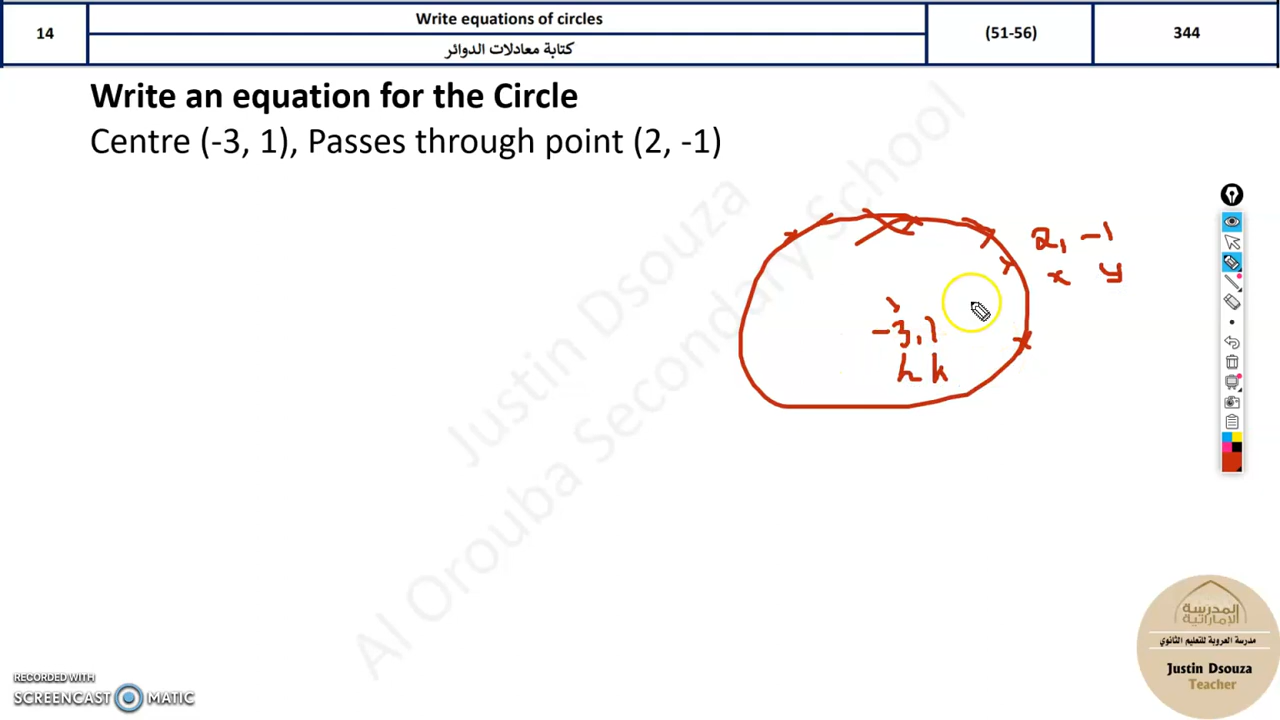 14
Write equations of circles
كتابة معادلات الدوائر
(51-56)
344
Write an equation for the Circle
Centre (-3, 1), Passes through point (2, -1)
2, -1
x y
-3, 1
h k
Justin Dsouza
Al Orouba Secondary School
المدرسة
الإماراتية
مدرسة العروبة للتعليم الثانوي
Justin Dsouza
Teacher
RECORDED WITH
SCREENCAST MATIC